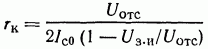 r_к = U_отс / 2I_с0 (1 − U_з.и/U_отс)